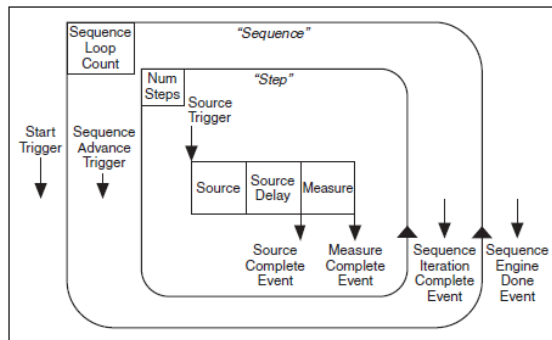 Sequence
Loop
Count
“Sequence”
Num
Steps
“Step”
Source
Trigger
Start
Trigger
Sequence
Advance
Trigger
Source
Source
Delay
Measure
Source
Complete
Event
Measure
Complete
Event
Sequence
Iteration
Complete
Event
Sequence
Engine
Done
Event